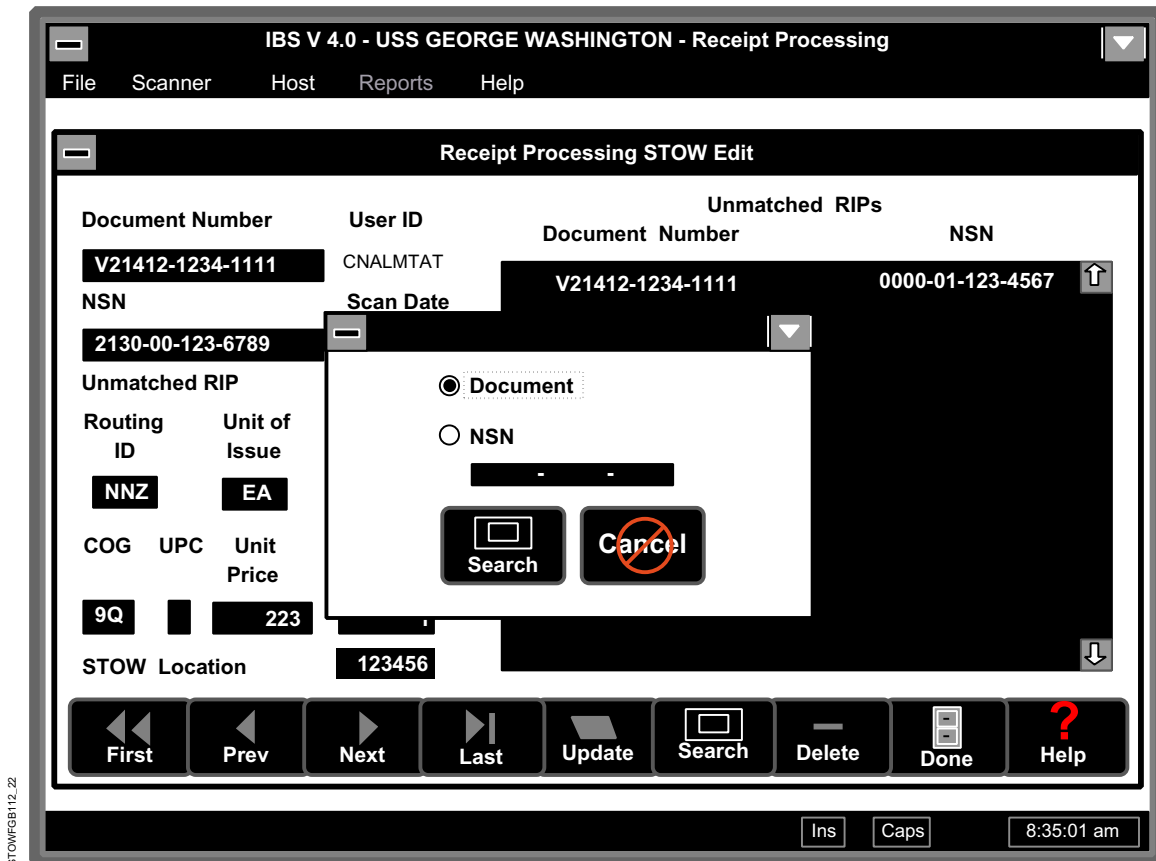 IBS V 4.0 - USS GEORGE WASHINGTON - Receipt Processing
File Scanner Host Reports Help
Receipt Processing STOW Edit
Unmatched RIPs
Document Number User ID Document Number NSN
V21412-1234-1111 CNALMTAT V21412-1234-1111 0000-01-123-4567
NSN Scan Date
2130-00-123-6789
Unmatched RIP
Document
NSN
- -
Search Cancel
Routing ID
Unit of Issue
NNZ EA
COG UPC Unit Price
9Q 223
STOW Location 123456
First Prev Next Last Update Search Delete Done Help
Ins Caps 8:35:01 am
STOWFGB112_22